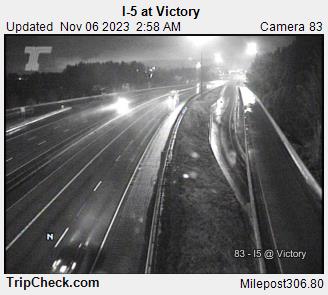 I-5 at Victory
Updated Nov 06 2023 2:58 AM Camera 83
T
N
83 - I5 @ Victory
TripCheck.com Milepost306.80